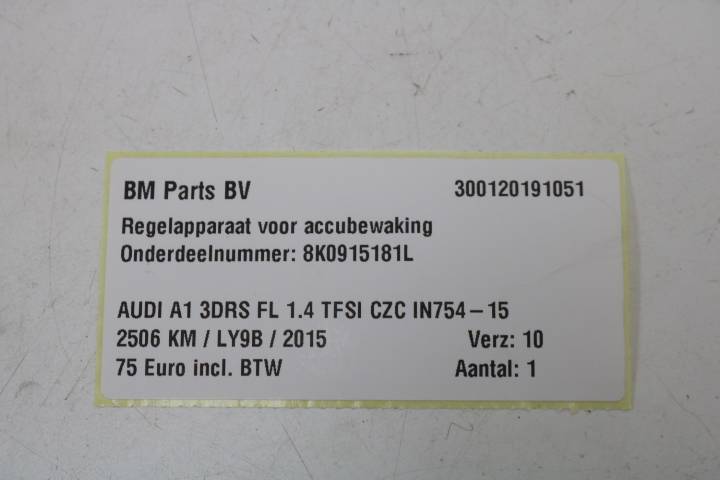 BM Parts BV 300120191051
Regelapparaat voor accubewaking
Onderdeelnummer: 8K0915181L
AUDI A1 3DRS FL 1.4 TFSI CZC IN754-15
2506 KM / LY9B / 2015 Verz: 10
75 Euro incl. BTW Aantal: 1